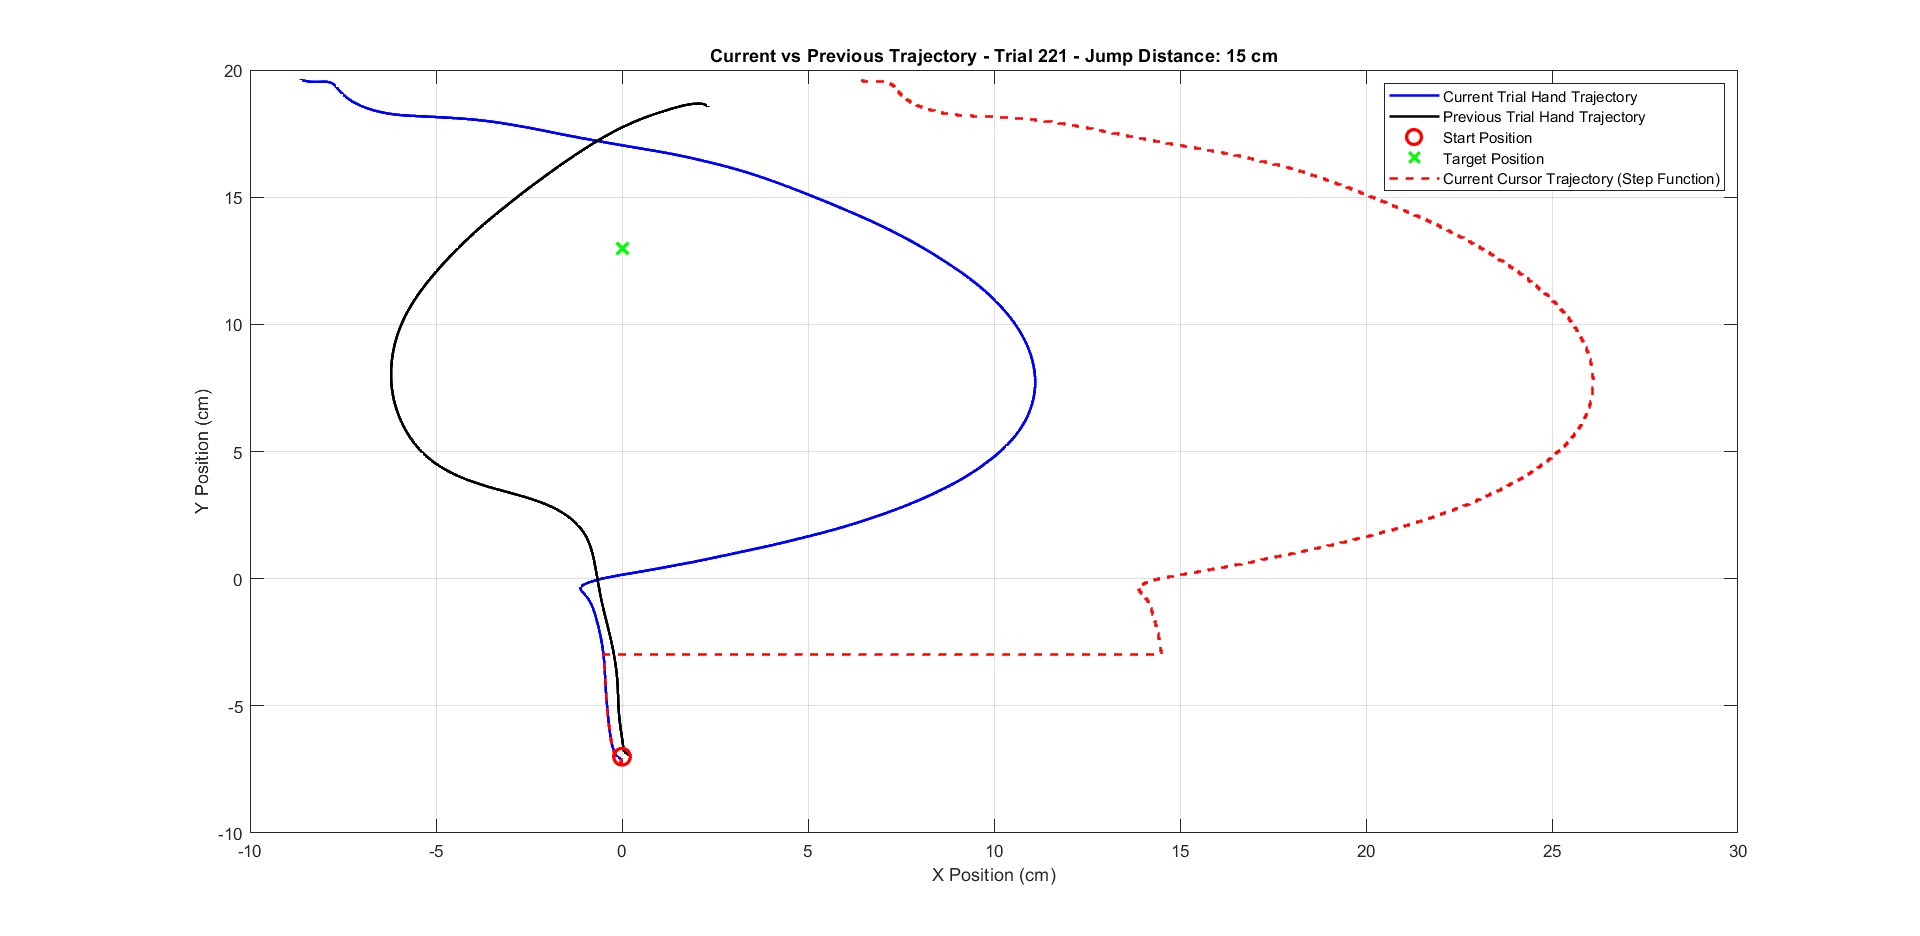 Current vs Previous Trajectory - Trial 221 - Jump Distance: 15 cm
Current Trial Hand Trajectory
Previous Trial Hand Trajectory
Start Position
Target Position
Current Cursor Trajectory (Step Function)
Y Position (cm)
20
15
10
5
0
-5
-10
-10 -5 0 5 10 15 20 25 30
X Position (cm)